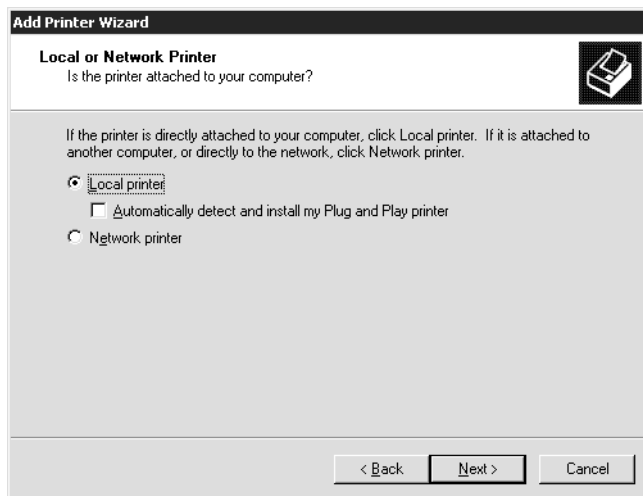 Add Printer Wizard
Local or Network Printer
Is the printer attached to your computer?
If the printer is directly attached to your computer, click Local printer. If it is attached to
another computer, or directly to the network, click Network printer.
Local printer
Automatically detect and install my Plug and Play printer
Network printer
< Back Next > Cancel